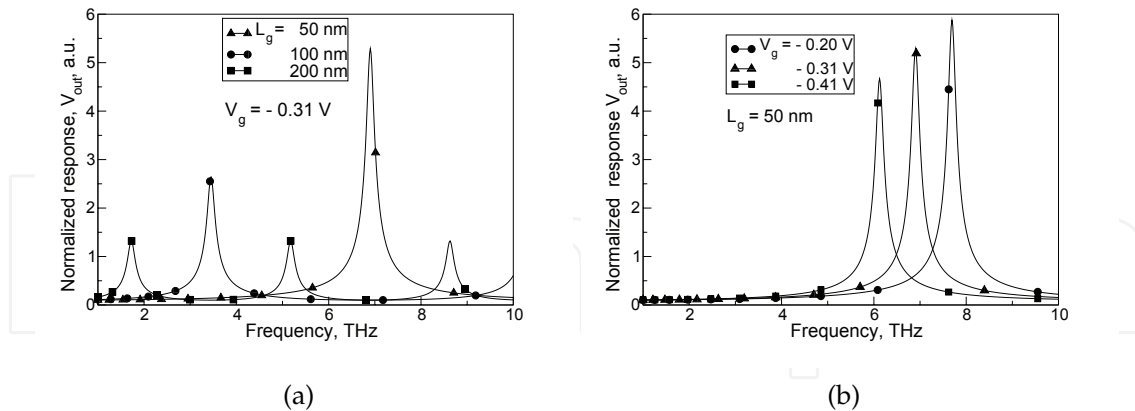 6
5
4
3
2
1
0
Normalized response, V_out, a.u.
L_g = 50 nm
100 nm
200 nm
V_g = - 0.31 V
2 4 6 8 10
Frequency, THz
(a)
6
5
4
3
2
1
0
Normalized response V_out, a.u.
V_g = - 0.20 V
- 0.31 V
- 0.41 V
L_g = 50 nm
2 4 6 8 10
Frequency, THz
(b)